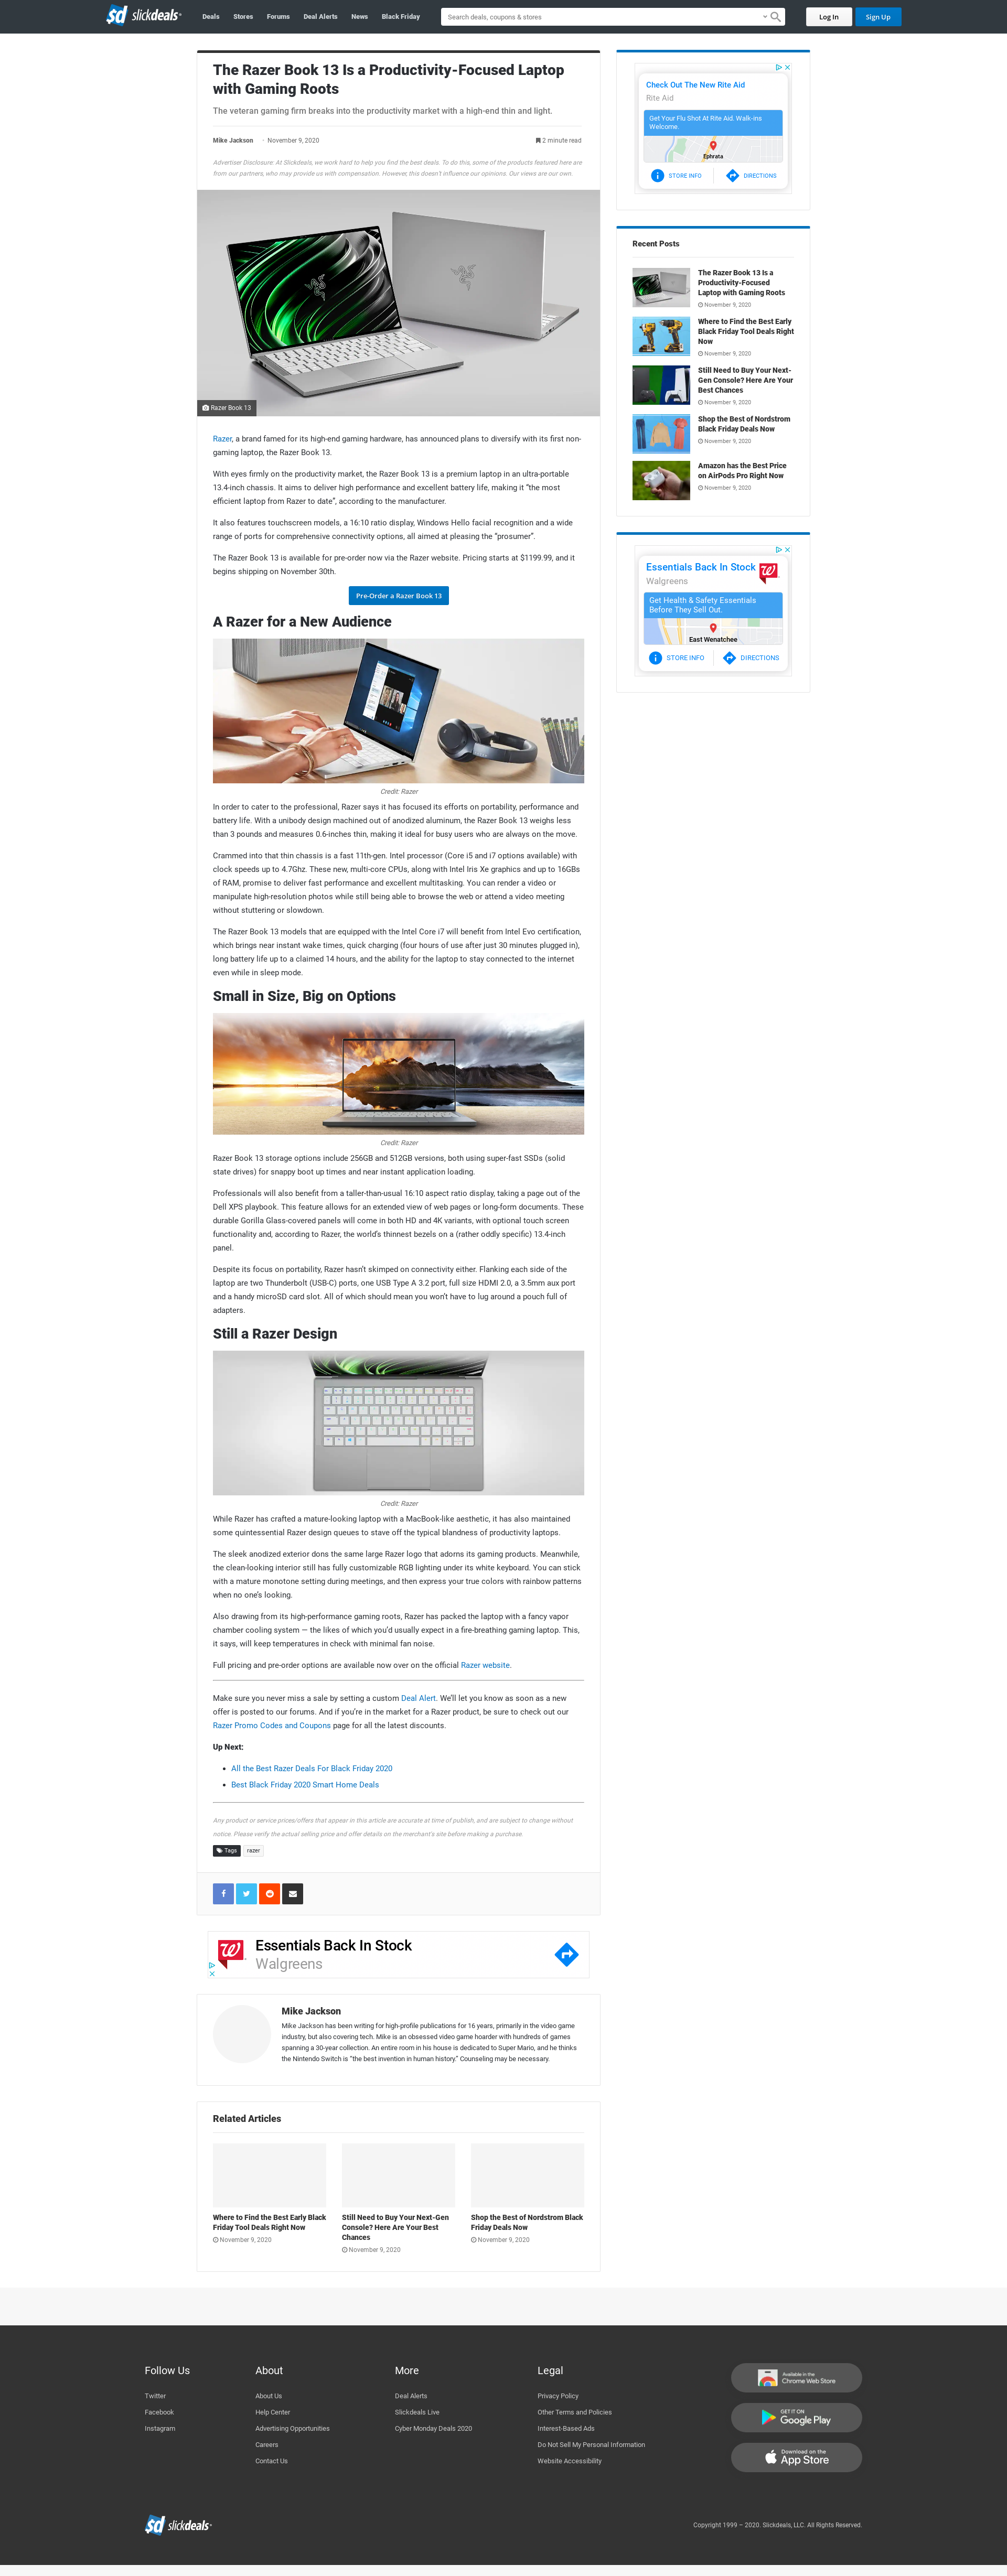 slickdeals
Deals
Stores
Forums
Deal Alerts
News
Black Friday
Search deals, coupons & stores
Log In
Sign Up
The Razer Book 13 Is a Productivity-Focused Laptop
with Gaming Roots
The veteran gaming firm breaks into the productivity market with a high-end thin and light.
Mike Jackson · November 9, 2020
2 minute read
Advertiser Disclosure: At Slickdeals, we work hard to help you find the best deals. To do this, some of the products featured here are
from our partners, who may provide us with compensation. However, this doesn't influence our opinions. Our views are our own.
Razer Book 13
Razer, a brand famed for its high-end gaming hardware, has announced plans to diversify with its first non-
gaming laptop, the Razer Book 13.
With eyes firmly on the productivity market, the Razer Book 13 is a premium laptop in an ultra-portable
13.4-inch chassis. It aims to deliver high performance and excellent battery life, making it “the most
efficient laptop from Razer to date”, according to the manufacturer.
It also features touchscreen models, a 16:10 ratio display, Windows Hello facial recognition and a wide
range of ports for comprehensive connectivity options, all aimed at pleasing the “prosumer”.
The Razer Book 13 is available for pre-order now via the Razer website. Pricing starts at $1199.99, and it
begins shipping on November 30th.
Pre-Order a Razer Book 13
A Razer for a New Audience
Credit: Razer
In order to cater to the professional, Razer says it has focused its efforts on portability, performance and
battery life. With a unibody design machined out of anodized aluminum, the Razer Book 13 weighs less
than 3 pounds and measures 0.6-inches thin, making it ideal for busy users who are always on the move.
Crammed into that thin chassis is a fast 11th-gen. Intel processor (Core i5 and i7 options available) with
clock speeds up to 4.7Ghz. These new, multi-core CPUs, along with Intel Iris Xe graphics and up to 16GBs
of RAM, promise to deliver fast performance and excellent multitasking. You can render a video or
manipulate high-resolution photos while still being able to browse the web or attend a video meeting
without stuttering or slowdown.
The Razer Book 13 models that are equipped with the Intel Core i7 will benefit from Intel Evo certification,
which brings near instant wake times, quick charging (four hours of use after just 30 minutes plugged in),
long battery life up to a claimed 14 hours, and the ability for the laptop to stay connected to the internet
even while in sleep mode.
Small in Size, Big on Options
Credit: Razer
Razer Book 13 storage options include 256GB and 512GB versions, both using super-fast SSDs (solid
state drives) for snappy boot up times and near instant application loading.
Professionals will also benefit from a taller-than-usual 16:10 aspect ratio display, taking a page out of the
Dell XPS playbook. This feature allows for an extended view of web pages or long-form documents. These
durable Gorilla Glass-covered panels will come in both HD and 4K variants, with optional touch screen
functionality and, according to Razer, the world's thinnest bezels on a (rather oddly specific) 13.4-inch
panel.
Despite its focus on portability, Razer hasn't skimped on connectivity either. Flanking each side of the
laptop are two Thunderbolt (USB-C) ports, one USB Type A 3.2 port, full size HDMI 2.0, a 3.5mm aux port
and a handy microSD card slot. All of which should mean you won't have to lug around a pouch full of
adapters.
Still a Razer Design
Credit: Razer
While Razer has crafted a mature-looking laptop with a MacBook-like aesthetic, it has also maintained
some quintessential Razer design queues to stave off the typical blandness of productivity laptops.
The sleek anodized exterior dons the same large Razer logo that adorns its gaming products. Meanwhile,
the clean-looking interior still has fully customizable RGB lighting under its white keyboard. You can stick
with a mature monotone setting during meetings, and then express your true colors with rainbow patterns
when no one's looking.
Also drawing from its high-performance gaming roots, Razer has packed the laptop with a fancy vapor
chamber cooling system — the likes of which you'd usually expect in a fire-breathing gaming laptop. This,
it says, will keep temperatures in check with minimal fan noise.
Full pricing and pre-order options are available now over on the official Razer website.
Make sure you never miss a sale by setting a custom Deal Alert. We'll let you know as soon as a new
offer is posted to our forums. And if you're in the market for a Razer product, be sure to check out our
Razer Promo Codes and Coupons page for all the latest discounts.
Up Next:
All the Best Razer Deals For Black Friday 2020
Best Black Friday 2020 Smart Home Deals
Any product or service prices/offers that appear in this article are accurate at time of publish, and are subject to change without
notice. Please verify the actual selling price and offer details on the merchant's site before making a purchase.
Tags
razer
Essentials Back In Stock
Walgreens
Mike Jackson
Mike Jackson has been writing for high-profile publications for 16 years, primarily in the video game
industry, but also covering tech. Mike is an obsessed video game hoarder with hundreds of games
spanning a 30-year collection. An entire room in his house is dedicated to Super Mario, and he thinks
the Nintendo Switch is “the best invention in human history.” Counseling may be necessary.
Related Articles
Where to Find the Best Early Black
Friday Tool Deals Right Now
November 9, 2020
Still Need to Buy Your Next-Gen
Console? Here Are Your Best
Chances
November 9, 2020
Shop the Best of Nordstrom Black
Friday Deals Now
November 9, 2020
Check Out The New Rite Aid
Rite Aid
Get Your Flu Shot At Rite Aid. Walk-ins
Welcome.
Ephrata
STORE INFO
DIRECTIONS
Recent Posts
The Razer Book 13 Is a
Productivity-Focused
Laptop with Gaming Roots
November 9, 2020
Where to Find the Best Early
Black Friday Tool Deals Right
Now
November 9, 2020
Still Need to Buy Your Next-
Gen Console? Here Are Your
Best Chances
November 9, 2020
Shop the Best of Nordstrom
Black Friday Deals Now
November 9, 2020
Amazon has the Best Price
on AirPods Pro Right Now
November 9, 2020
Essentials Back In Stock
Walgreens
Get Health & Safety Essentials
Before They Sell Out.
East Wenatchee
STORE INFO
DIRECTIONS
Follow Us
Twitter
Facebook
Instagram
About
About Us
Help Center
Advertising Opportunities
Careers
Contact Us
More
Deal Alerts
Slickdeals Live
Cyber Monday Deals 2020
Legal
Privacy Policy
Other Terms and Policies
Interest-Based Ads
Do Not Sell My Personal Information
Website Accessibility
Available in the
Chrome Web Store
GET IT ON
Google Play
Download on the
App Store
slickdeals
Copyright 1999 – 2020. Slickdeals, LLC. All Rights Reserved.